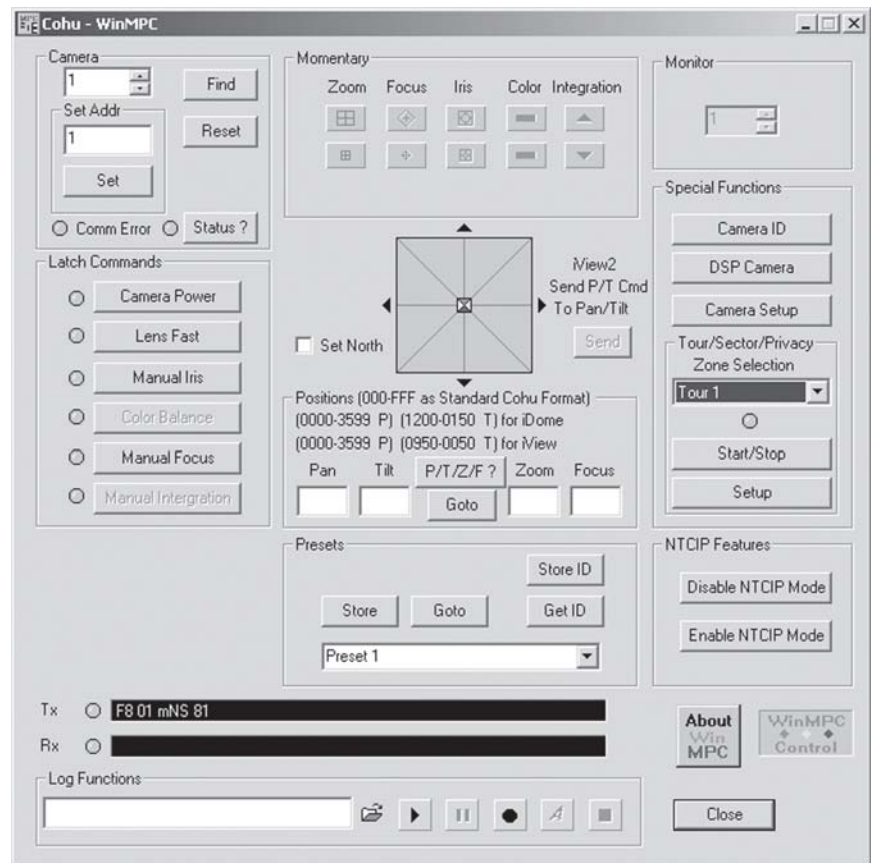 Cohu - WinMPC
Camera
1
Find
Set Addr
1
Reset
Set
Comm Error
Status ?
Momentary
Zoom Focus Iris Color Integration
Monitor
1
Latch Commands
Camera Power
Lens Fast
Manual Iris
Color Balance
Manual Focus
Manual Intergration
Set North
iView2
Send P/T Cmd
To Pan/Tilt
Send
Positions (000-FFF as Standard Cohu Format)
(0000-3599 P) (1200-0150 T) for iDome
(0000-3599 P) (0950-0050 T) for iView
Pan Tilt P/T/Z/F ? Zoom Focus
Goto
Special Functions
Camera ID
DSP Camera
Camera Setup
Tour/Sector/Privacy
Zone Selection
Tour 1
Start/Stop
Setup
Presets
Store ID
Store Goto Get ID
Preset 1
NTCIP Features
Disable NTCIP Mode
Enable NTCIP Mode
Tx F8 01 mNS 81
Rx
About
Win
MPC
WinMPC
Control
Log Functions
A
Close